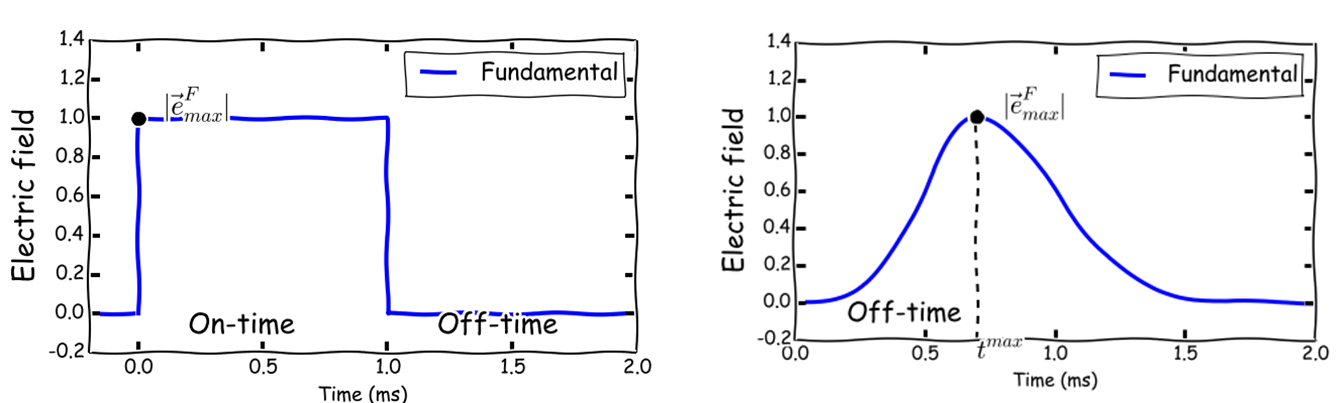 1.4
1.2
1.0
0.8
0.6
0.4
0.2
0.0
-0.2
Electric field
Fundamental
|e⃗ᶠₘₐₓ|
On-time
Off-time
0.0 0.5 1.0 1.5 2.0
Time (ms)
1.4
1.2
1.0
0.8
0.6
0.4
0.2
0.0
-0.2
Electric field
Fundamental
|e⃗ᶠₘₐₓ|
Off-time
0.0 0.5 tᵐᵃˣ 1.0 1.5 2.0
Time (ms)